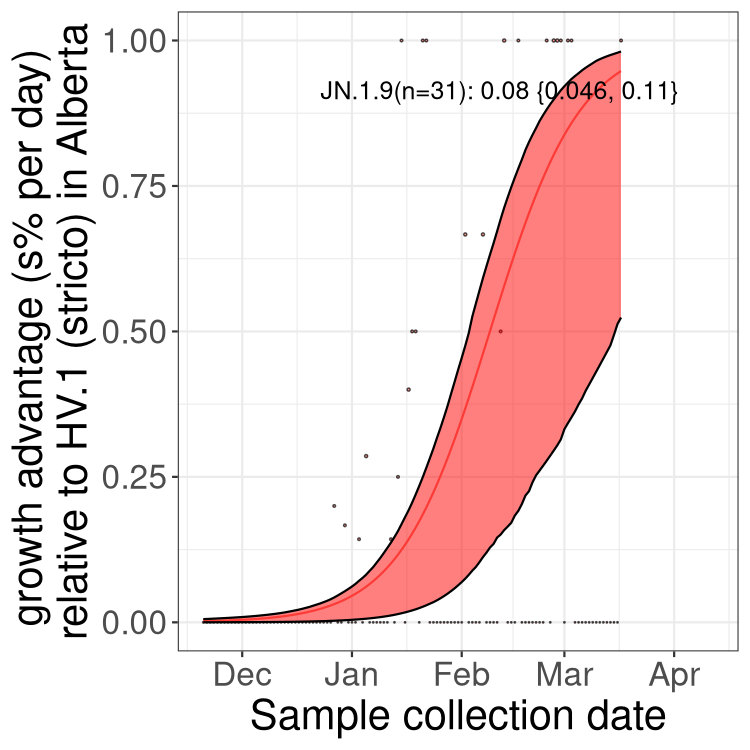 growth advantage (s% per day)
relative to HV.1 (stricto) in Alberta
1.00
0.75
0.50
0.25
0.00
JN.1.9(n=31): 0.08 {0.046, 0.11}
Dec Jan Feb Mar Apr
Sample collection date